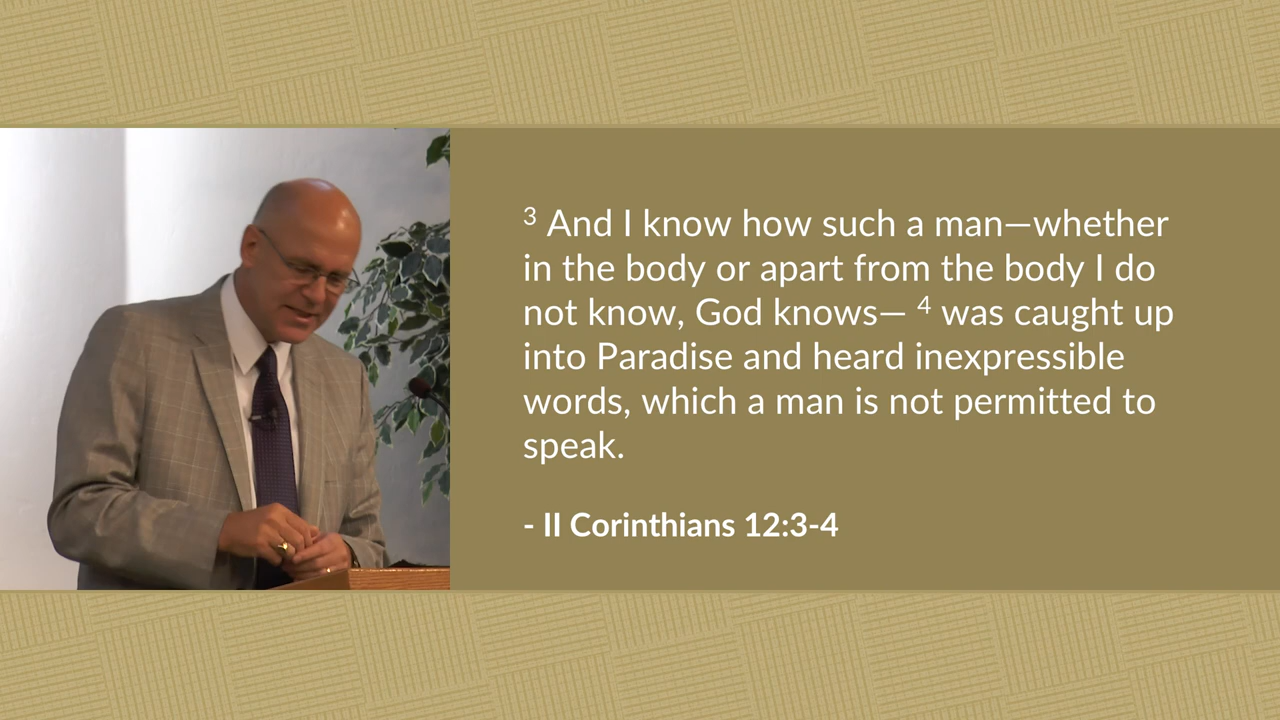 3 And I know how such a man—whether
in the body or apart from the body I do
not know, God knows— 4 was caught up
into Paradise and heard inexpressible
words, which a man is not permitted to
speak.
- II Corinthians 12:3-4